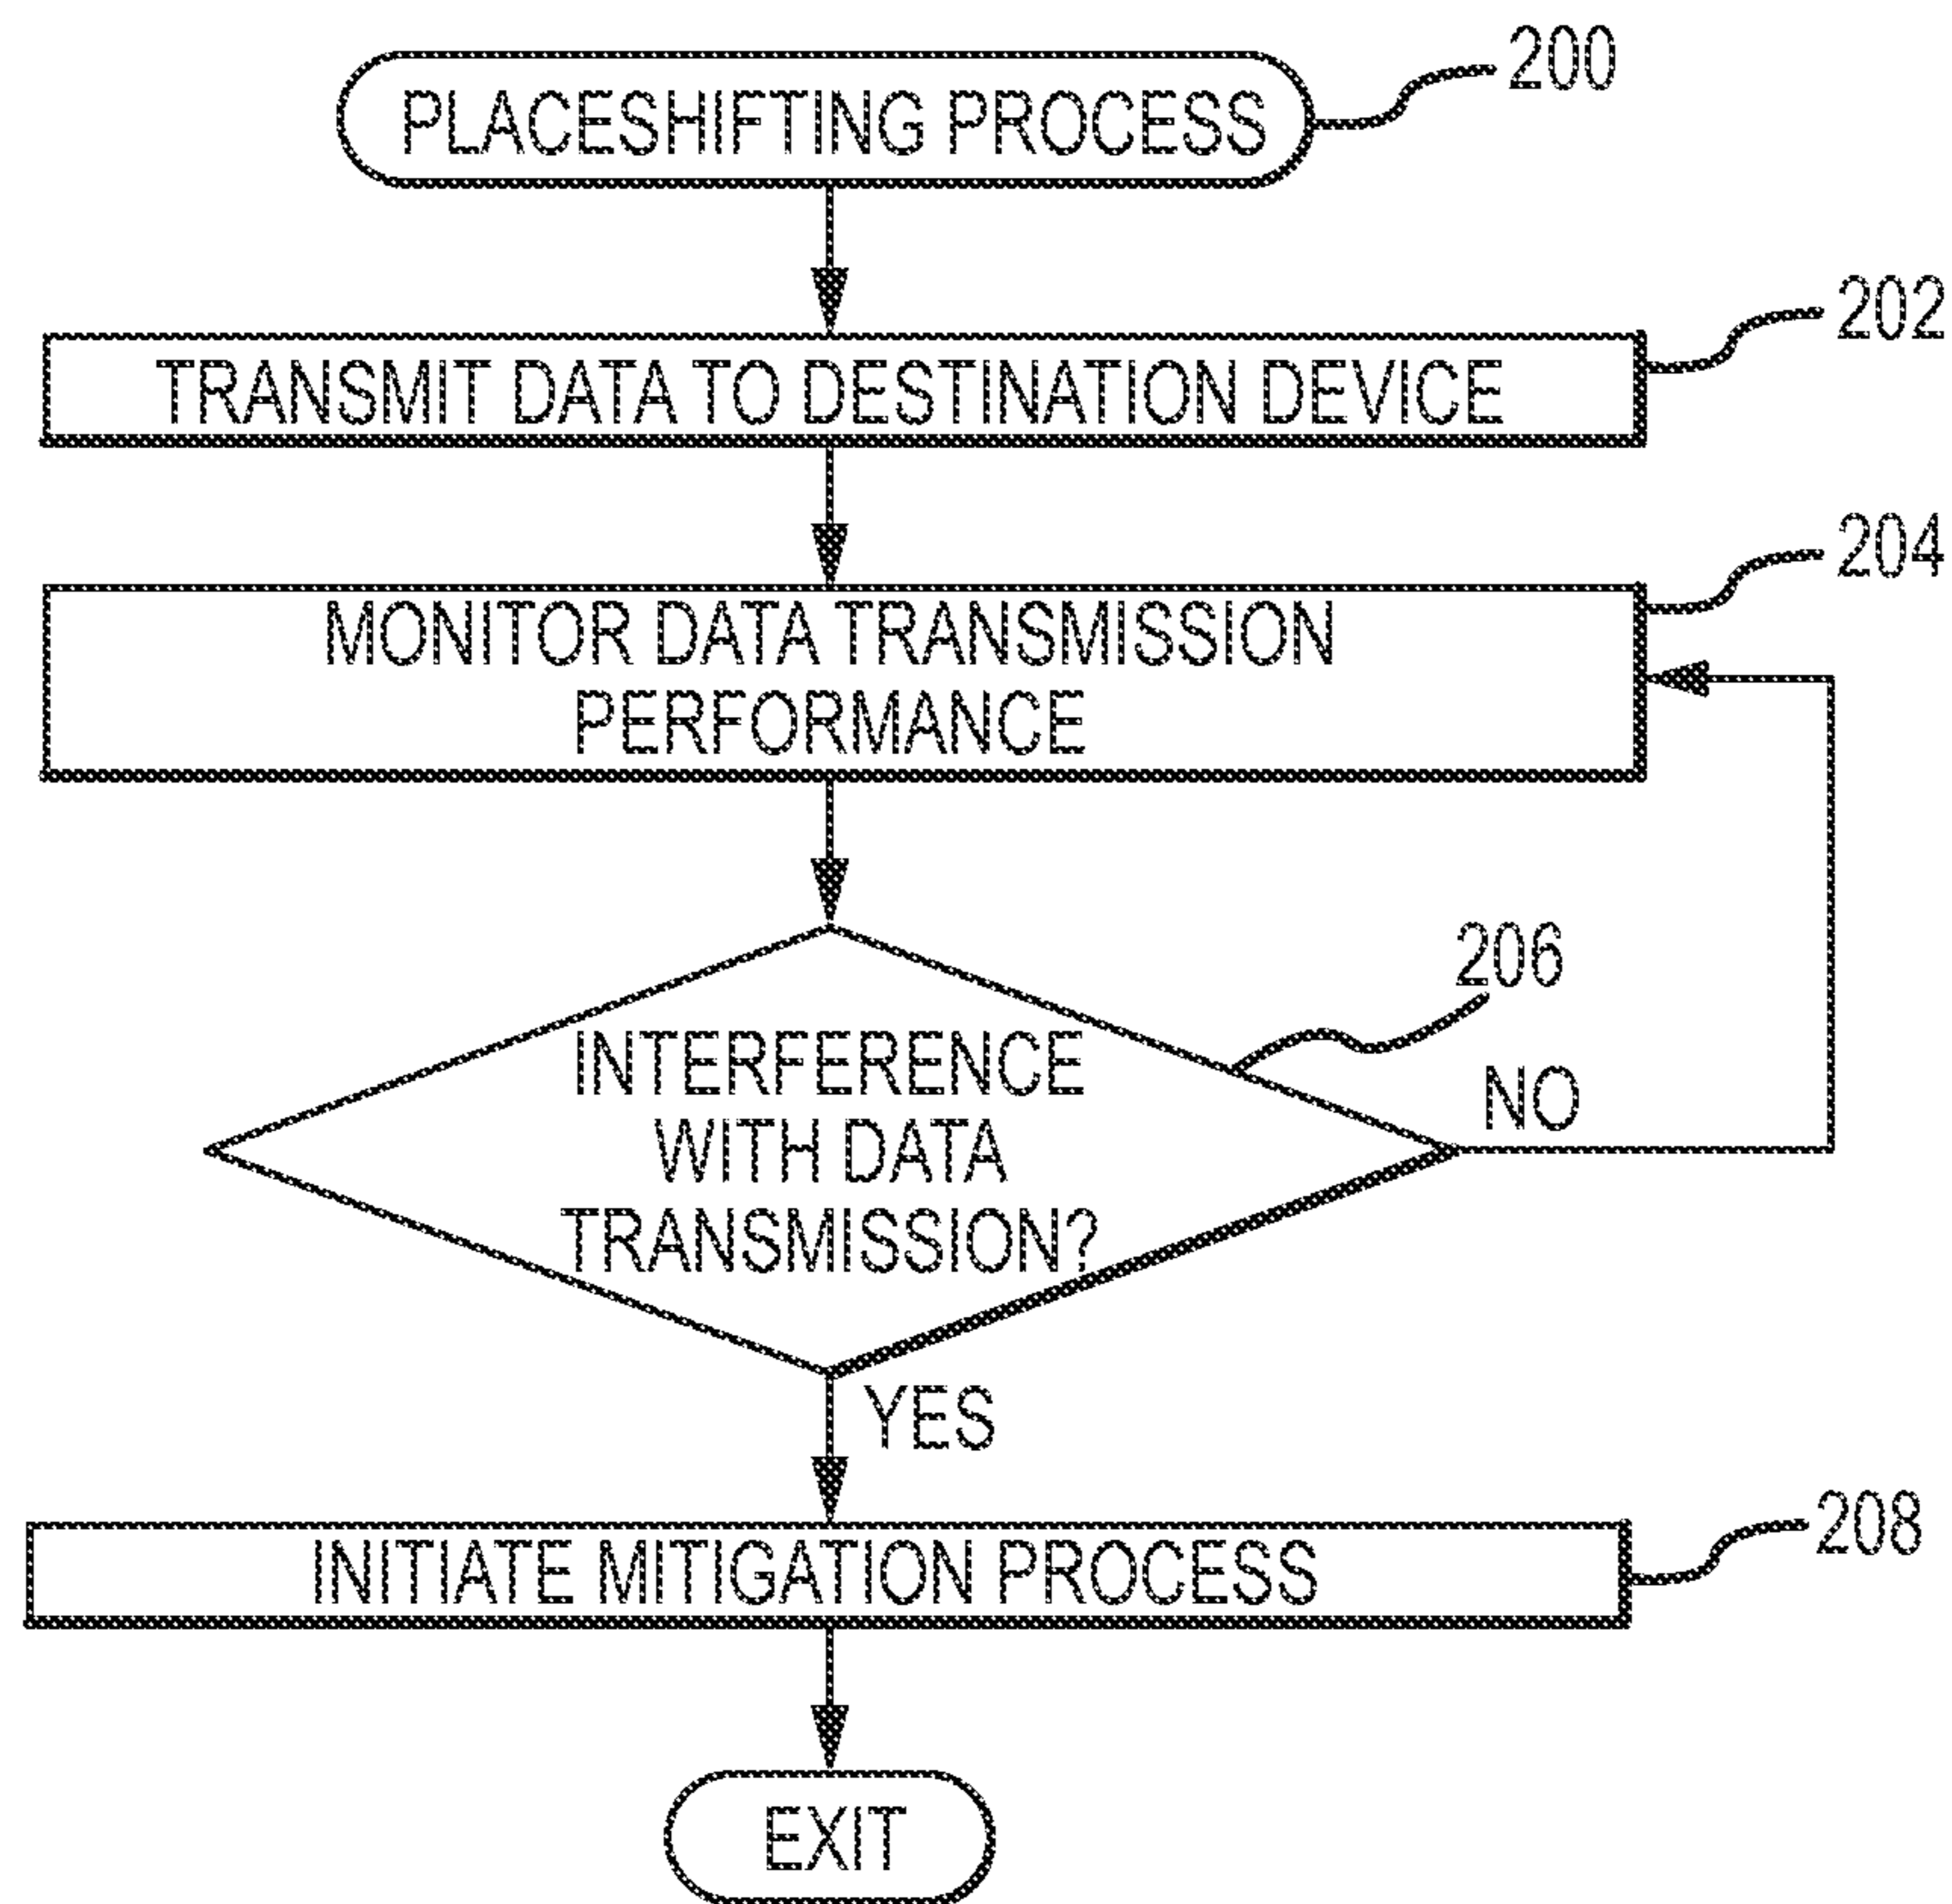 PLACESHIFTING PROCESS
200
TRANSMIT DATA TO DESTINATION DEVICE
202
MONITOR DATA TRANSMISSION
PERFORMANCE
204
INTERFERENCE
WITH DATA
TRANSMISSION?
206
NO
YES
INITIATE MITIGATION PROCESS
208
EXIT